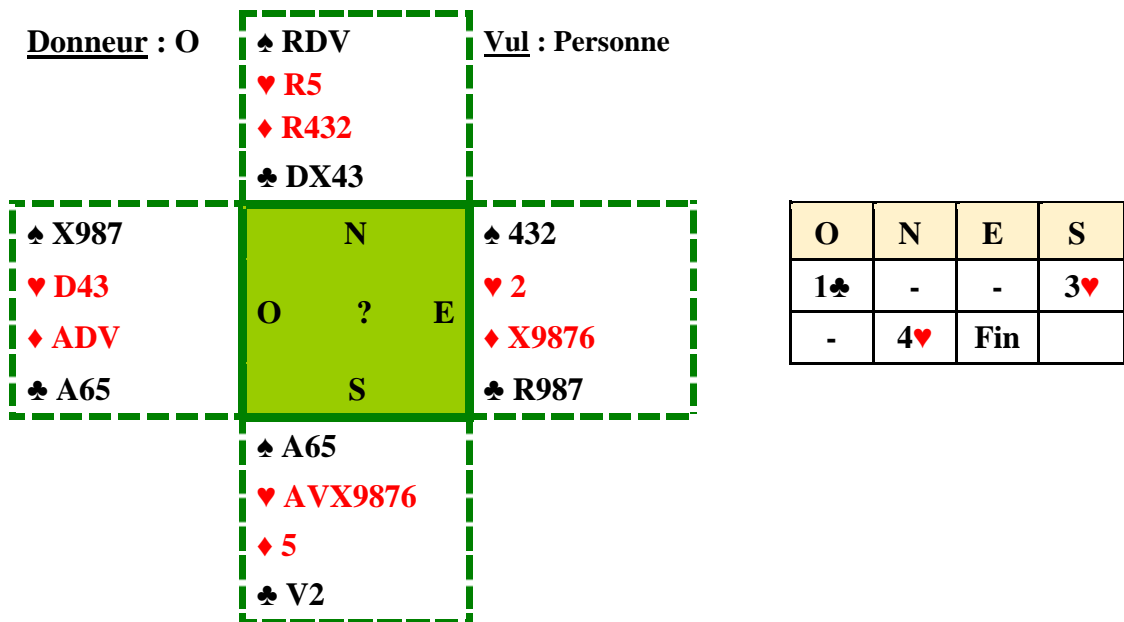 Donneur : O
Vul : Personne
♠ RDV
♥ R5
♦ R432
♣ DX43
♠ X987
♥ D43
♦ ADV
♣ A65
N
O ? E
S
♠ 432
♥ 2
♦ X9876
♣ R987
♠ A65
♥ AVX9876
♦ 5
♣ V2
O N E S
1♣ - - 3♥
- 4♥ Fin